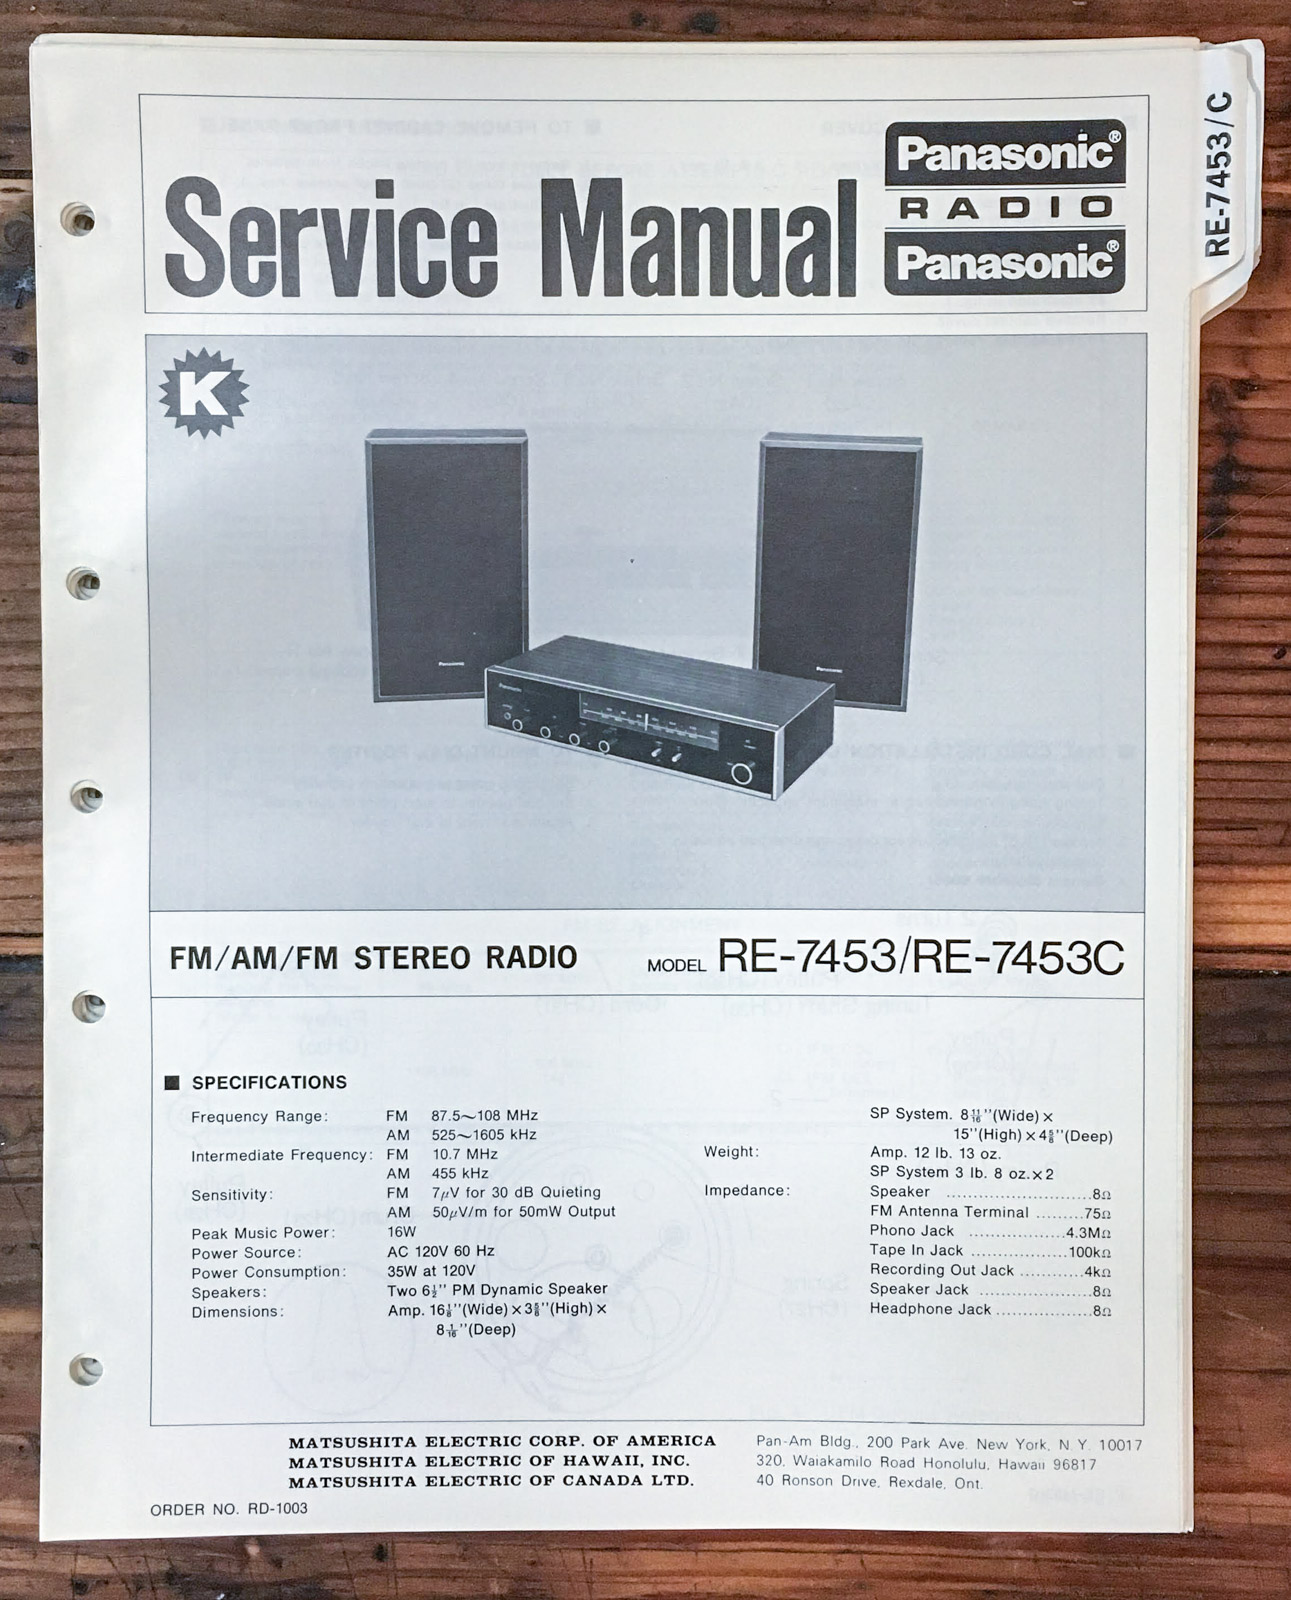 RE-7453/C
Service Manual
Panasonic®
RADIO
Panasonic®
K
Panasonic
Panasonic
Panasonic
FM/AM/FM STEREO RADIO MODEL RE-7453/RE-7453C
■ SPECIFICATIONS
Frequency Range: FM 87.5~108 MHz
AM 525~1605 kHz
Intermediate Frequency: FM 10.7 MHz
AM 455 kHz
Sensitivity: FM 7μV for 30 dB Quieting
AM 50μV/m for 50mW Output
Peak Music Power: 16W
Power Source: AC 120V 60 Hz
Power Consumption: 35W at 120V
Speakers: Two 6½'' PM Dynamic Speaker
Dimensions: Amp. 16⅛''(Wide)×3⅝''(High)×
8 1/16''(Deep)
SP System. 8 11/16''(Wide)×
15''(High)×4⅝''(Deep)
Weight: Amp. 12 lb. 13 oz.
SP System 3 lb. 8 oz.×2
Impedance: Speaker ..........................8Ω
FM Antenna Terminal .........75Ω
Phono Jack .................4.3MΩ
Tape In Jack .................100kΩ
Recording Out Jack ............4kΩ
Speaker Jack ....................8Ω
Headphone Jack ..................8Ω
MATSUSHITA ELECTRIC CORP. OF AMERICA Pan-Am Bldg., 200 Park Ave. New York, N.Y. 10017
MATSUSHITA ELECTRIC OF HAWAII, INC. 320, Waiakamilo Road Honolulu, Hawaii 96817
MATSUSHITA ELECTRIC OF CANADA LTD. 40 Ronson Drive, Rexdale, Ont.
ORDER NO. RD-1003